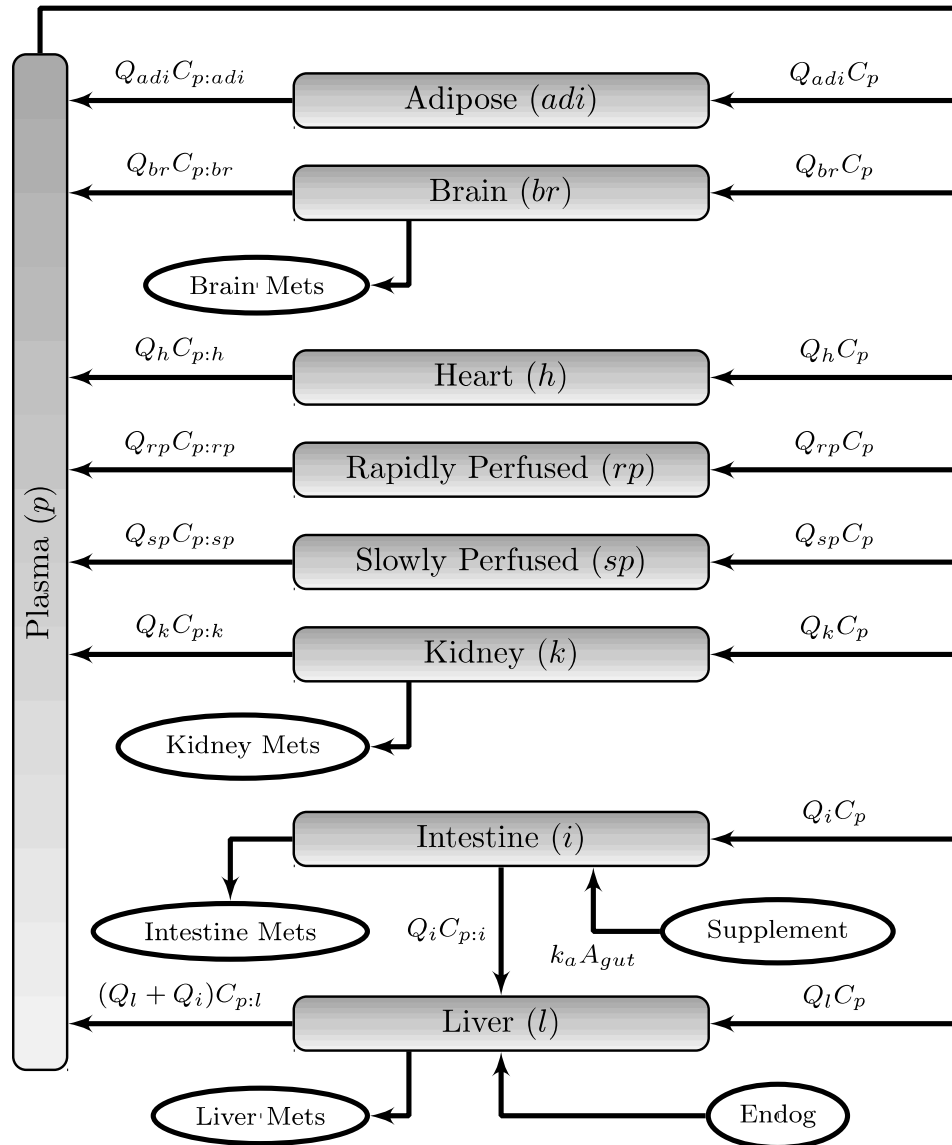 Plasma (p)
Q_{adi}C_{p:adi}
Adipose (adi)
Q_{adi}C_p
Q_{br}C_{p:br}
Brain (br)
Q_{br}C_p
Brain Mets
Q_hC_{p:h}
Heart (h)
Q_hC_p
Q_{rp}C_{p:rp}
Rapidly Perfused (rp)
Q_{rp}C_p
Q_{sp}C_{p:sp}
Slowly Perfused (sp)
Q_{sp}C_p
Q_kC_{p:k}
Kidney (k)
Q_kC_p
Kidney Mets
Intestine (i)
Q_iC_p
Intestine Mets
Q_iC_{p:i}
Supplement
k_aA_{gut}
(Q_l + Q_i)C_{p:l}
Liver (l)
Q_lC_p
Liver Mets
Endog